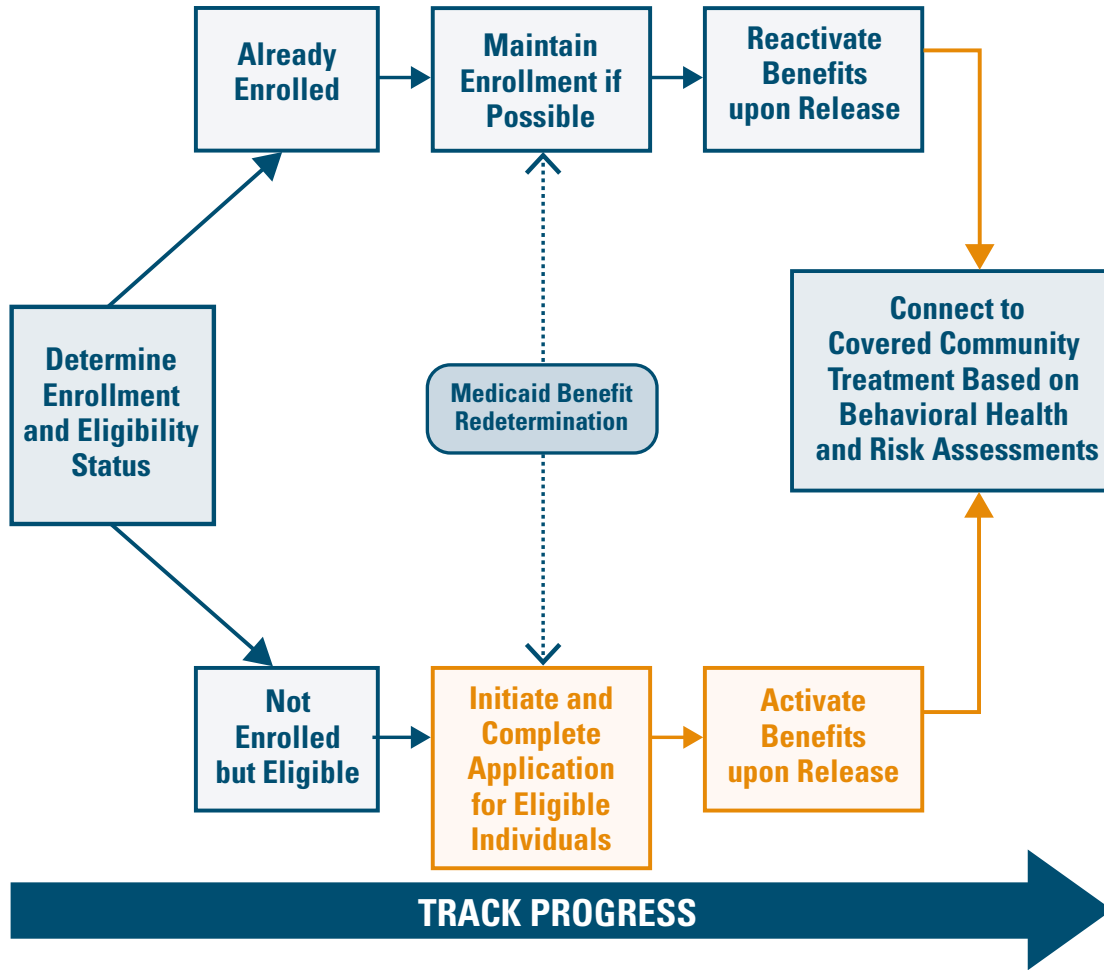 Already
Enrolled
Maintain
Enrollment if
Possible
Reactivate
Benefits
upon Release
Determine
Enrollment
and Eligibility
Status
Medicaid Benefit
Redetermination
Connect to
Covered Community
Treatment Based on
Behavioral Health
and Risk Assessments
Not
Enrolled
but Eligible
Initiate and
Complete
Application
for Eligible
Individuals
Activate
Benefits
upon Release
TRACK PROGRESS